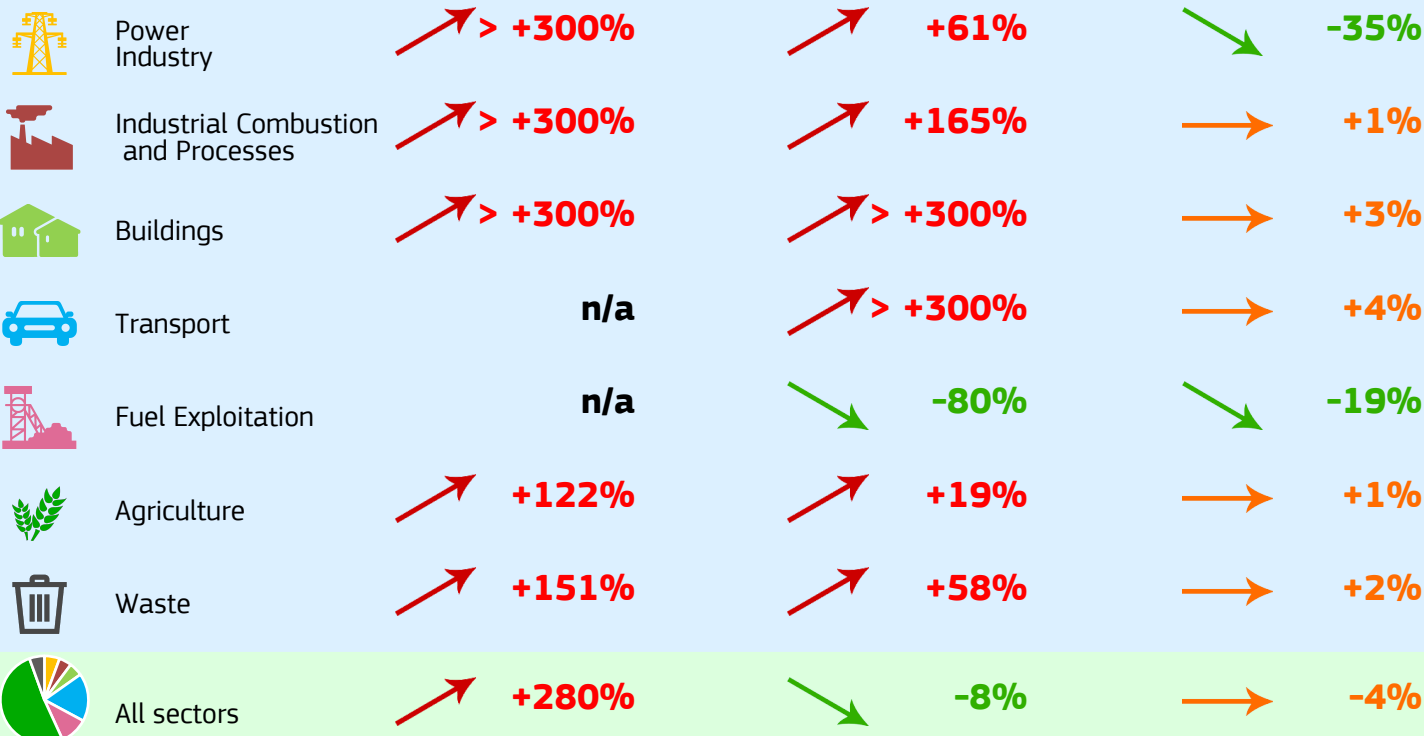 Power
Industry
> +300%
+61%
-35%
Industrial Combustion
and Processes
> +300%
+165%
+1%
Buildings
> +300%
> +300%
+3%
Transport
n/a
> +300%
+4%
Fuel Exploitation
n/a
-80%
-19%
Agriculture
+122%
+19%
+1%
Waste
+151%
+58%
+2%
All sectors
+280%
-8%
-4%